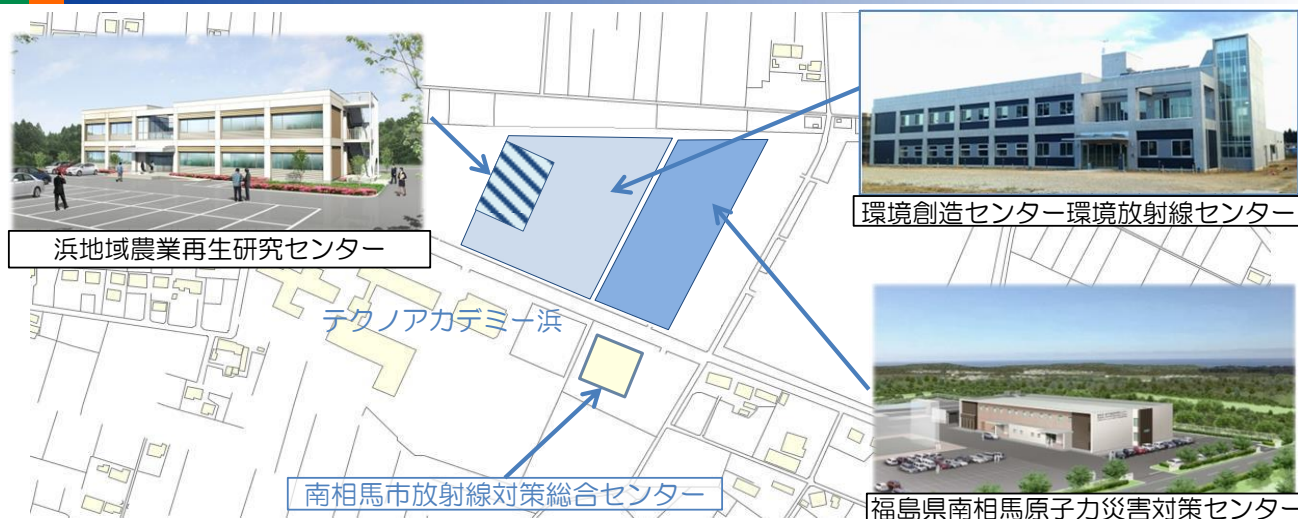 浜地域農業再生研究センター
環境創造センター環境放射線センター
テクノアカデミー浜
南相馬市放射線対策総合センター
福島県南相馬原子力災害対策センター